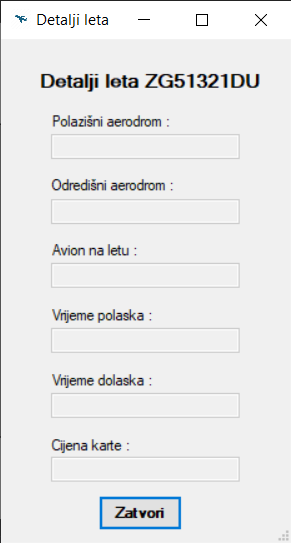 Detalji leta
Detalji leta ZG51321DU
Polazišni aerodrom :
Odredišni aerodrom :
Avion na letu :
Vrijeme polaska :
Vrijeme dolaska :
Cijena karte :
Zatvori